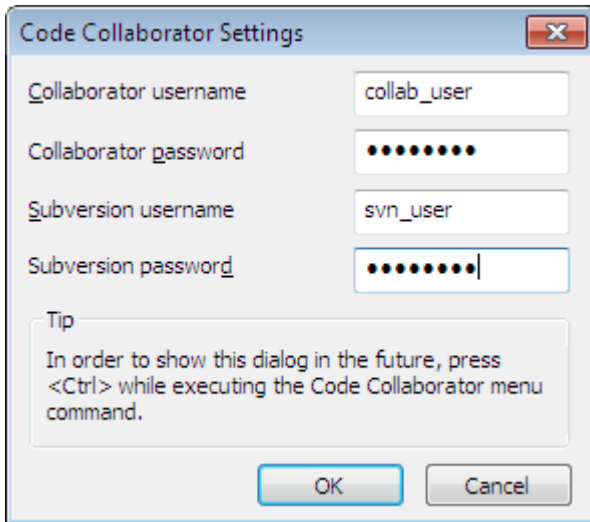 Code Collaborator Settings
Collaborator username collab_user
Collaborator password ●●●●●●●●
Subversion username svn_user
Subversion password ●●●●●●●●
Tip
In order to show this dialog in the future, press
<Ctrl> while executing the Code Collaborator menu
command.
OK Cancel